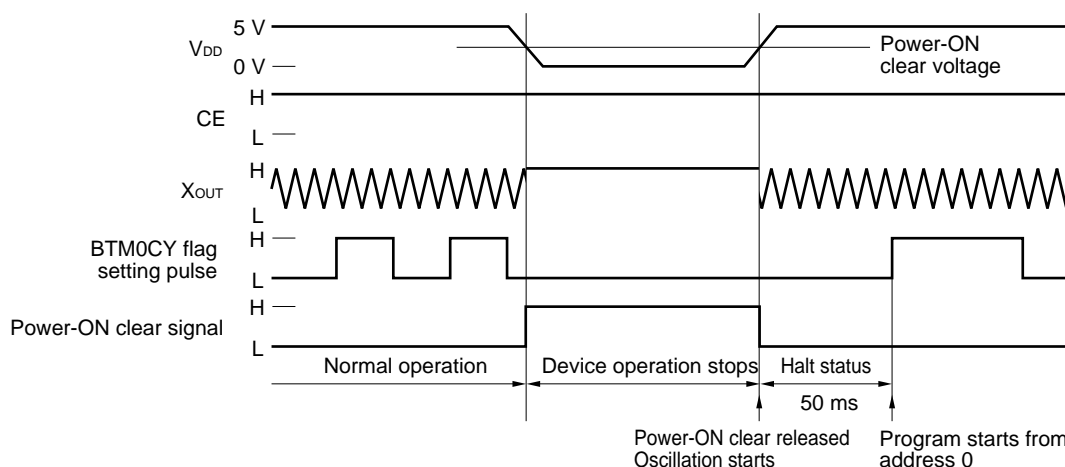 5 V
VDD
0 V
Power-ON
clear voltage
H
CE
L
H
XOUT
L
BTM0CY flag
setting pulse
H
L
Power-ON clear signal
H
L
Normal operation
Device operation stops
Halt status
50 ms
Power-ON clear released
Oscillation starts
Program starts from
address 0